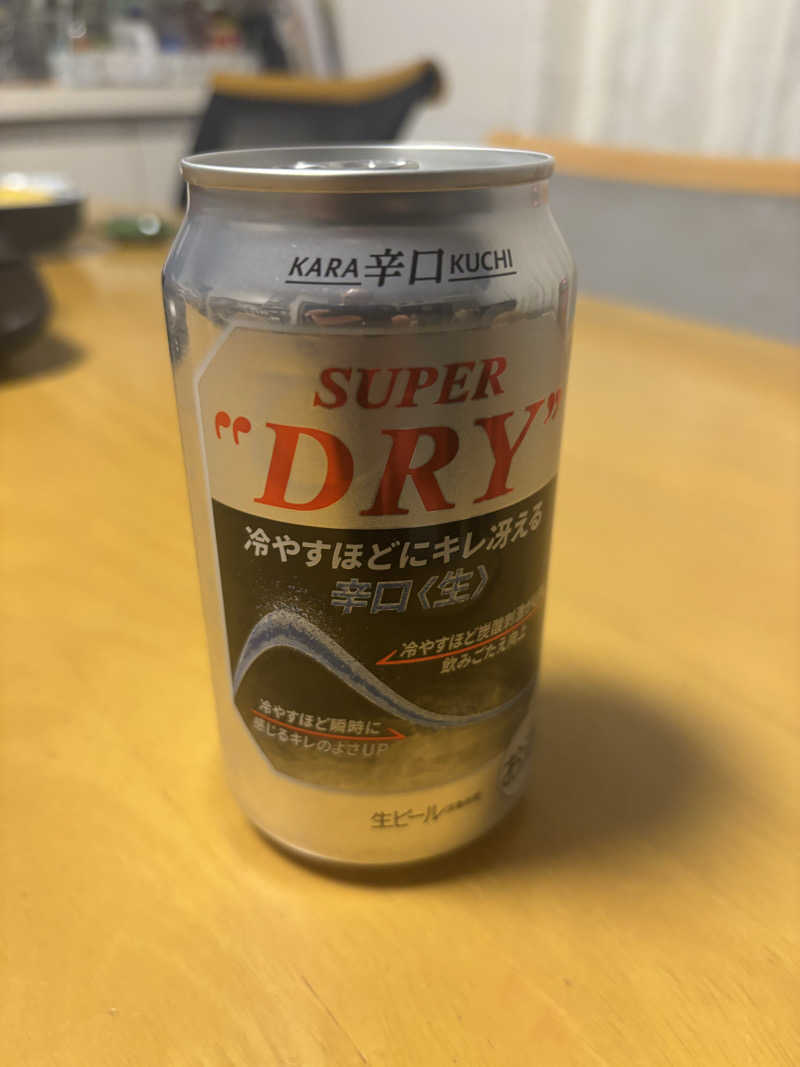 KARA 辛口 KUCHI
SUPER
“DRY”
冷やすほどにキレ冴える
辛口〈生〉
冷やすほど炭酸刺激
飲みごたえ向上
冷やすほど瞬時に
感じるキレのよさUP
生ビール